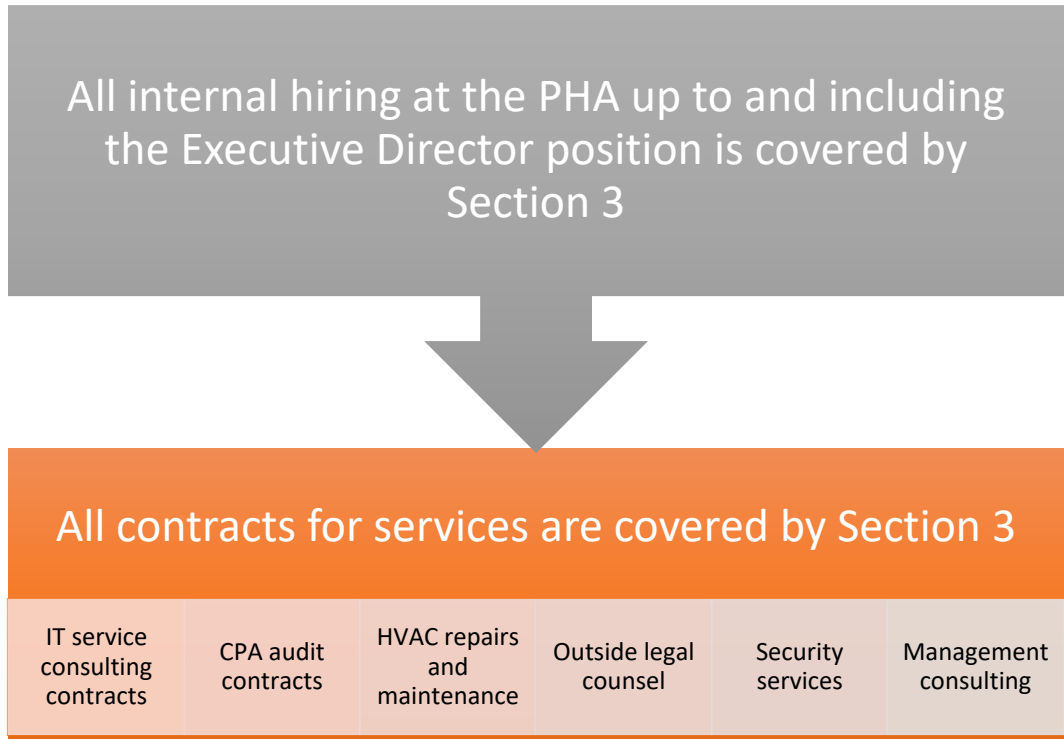 All internal hiring at the PHA up to and including
the Executive Director position is covered by
Section 3
All contracts for services are covered by Section 3
IT service
consulting
contracts
CPA audit
contracts
HVAC repairs
and
maintenance
Outside legal
counsel
Security
services
Management
consulting